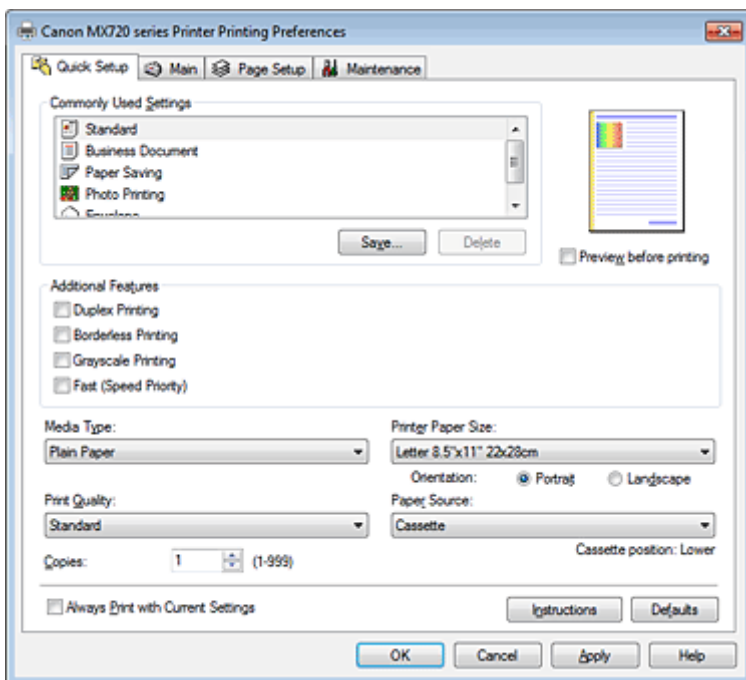 Canon MX720 series Printer Printing Preferences
Quick Setup Main Page Setup Maintenance
Commonly Used Settings
Standard
Business Document
Paper Saving
Photo Printing
Envelope
Save... Delete
Preview before printing
Additional Features
Duplex Printing
Borderless Printing
Grayscale Printing
Fast (Speed Priority)
Media Type: Printer Paper Size:
Plain Paper Letter 8.5"x11" 22x28cm
Orientation: Portrait Landscape
Print Quality: Paper Source:
Standard Cassette
Cassette position: Lower
Copies: 1 (1-999)
Always Print with Current Settings Instructions Defaults
OK Cancel Apply Help